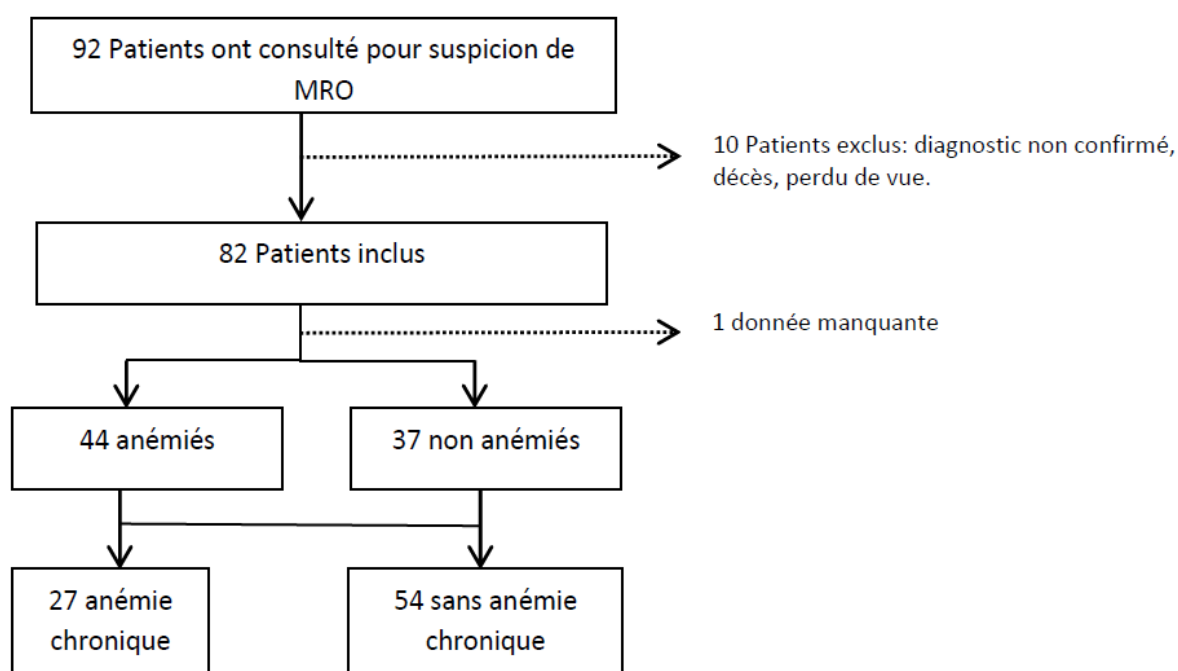 92 Patients ont consulté pour suspicion de
MRO
10 Patients exclus: diagnostic non confirmé,
décès, perdu de vue.
82 Patients inclus
1 donnée manquante
44 anémiés
37 non anémiés
27 anémie
chronique
54 sans anémie
chronique